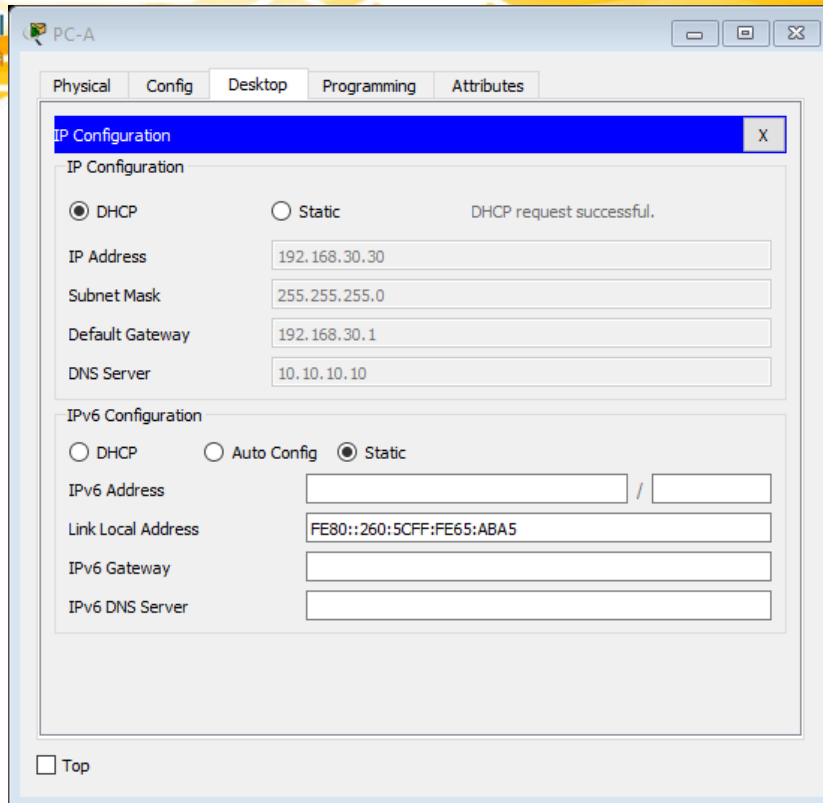 PC-A
Physical Config Desktop Programming Attributes
IP Configuration X
IP Configuration
DHCP Static DHCP request successful.
IP Address 192.168.30.30
Subnet Mask 255.255.255.0
Default Gateway 192.168.30.1
DNS Server 10.10.10.10
IPv6 Configuration
DHCP Auto Config Static
IPv6 Address /
Link Local Address FE80::260:5CFF:FE65:ABA5
IPv6 Gateway
IPv6 DNS Server
Top